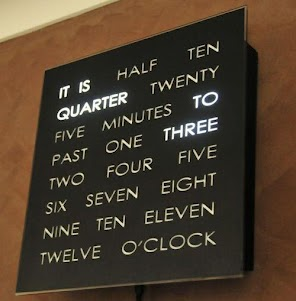 IT IS HALF TEN
QUARTER TWENTY
FIVE MINUTES TO
PAST ONE THREE
TWO FOUR FIVE
SIX SEVEN EIGHT
NINE TEN ELEVEN
TWELVE O'CLOCK